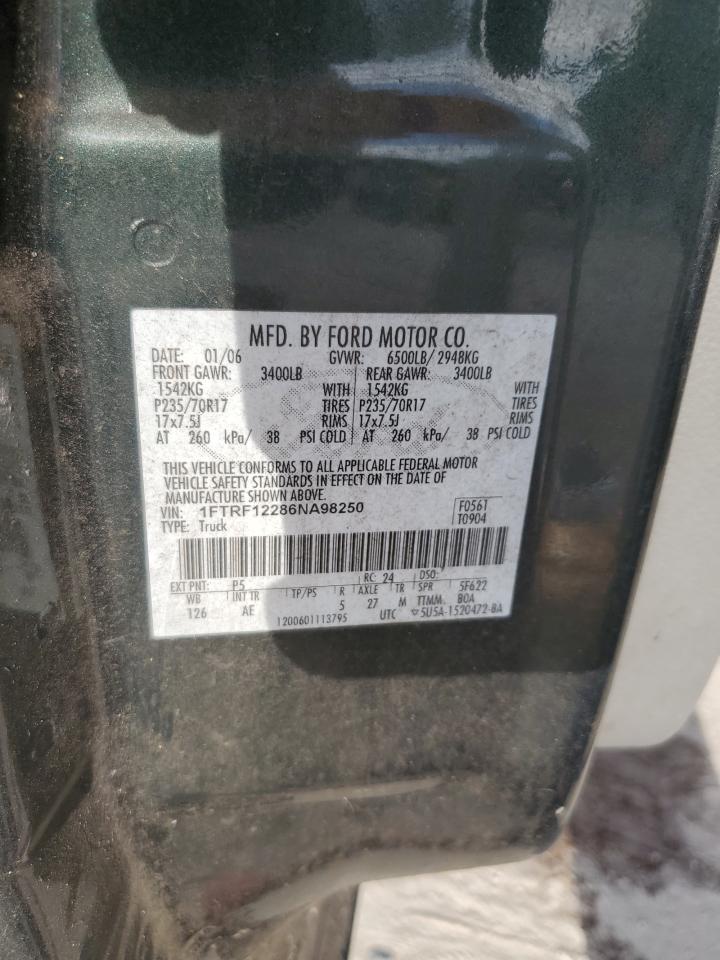 MFD. BY FORD MOTOR CO.
DATE: 01/06 GVWR: 6500LB/ 2948KG
FRONT GAWR: 3400LB REAR GAWR: 3400LB
1542KG WITH 1542KG WITH
P235/70R17 TIRES P235/70R17 TIRES
17x7.5J RIMS 17x7.5J RIMS
AT 260 kPa/ 38 PSI COLD AT 260 kPa/ 38 PSI COLD
THIS VEHICLE CONFORMS TO ALL APPLICABLE FEDERAL MOTOR
VEHICLE SAFETY STANDARDS IN EFFECT ON THE DATE OF
MANUFACTURE SHOWN ABOVE.
VIN: 1FTRF12286NA98250 F0561
TYPE: Truck T0904
EXT PNT: P5 RC: 24 DSO:
WB INT TR TP/PS R AXLE TR SPR 5F622
126 AE 5 27 M TTMM BOA
1200601113795 UTC ▽5U5A-1520472-BA